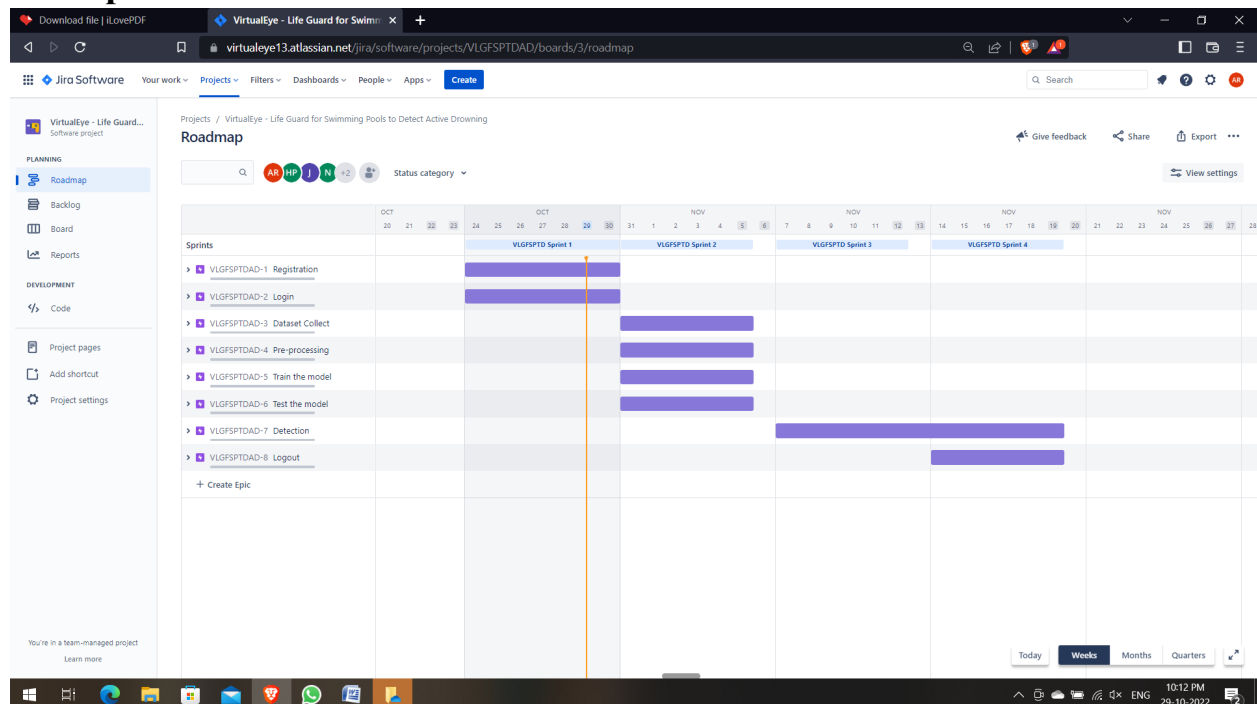 Download file | iLovePDF
VirtualEye - Life Guard for Swimm
virtualeye13.atlassian.net/jira/software/projects/VLGFSPTDAD/boards/3/roadmap
Jira Software Your work Projects Filters Dashboards People Apps Create Search AR
VirtualEye - Life Guard...
Software project
PLANNING
Roadmap
Backlog
Board
Reports
DEVELOPMENT
Code
Project pages
Add shortcut
Project settings
You're in a team-managed project
Learn more
Projects / VirtualEye - Life Guard for Swimming Pools to Detect Active Drowning
Roadmap
Give feedback Share Export
AR HP J N +2 Status category View settings
OCT OCT NOV NOV NOV NOV
20 21 22 23 24 25 26 27 28 29 30 31 1 2 3 4 5 6 7 8 9 10 11 12 13 14 15 16 17 18 19 20 21 22 23 24 25 26 27 28
Sprints VLGFSPTD Sprint 1 VLGFSPTD Sprint 2 VLGFSPTD Sprint 3 VLGFSPTD Sprint 4
VLGFSPTDAD-1 Registration
VLGFSPTDAD-2 Login
VLGFSPTDAD-3 Dataset Collect
VLGFSPTDAD-4 Pre-processing
VLGFSPTDAD-5 Train the model
VLGFSPTDAD-6 Test the model
VLGFSPTDAD-7 Detection
VLGFSPTDAD-8 Logout
+ Create Epic
Today Weeks Months Quarters
ENG 10:12 PM
29-10-2022